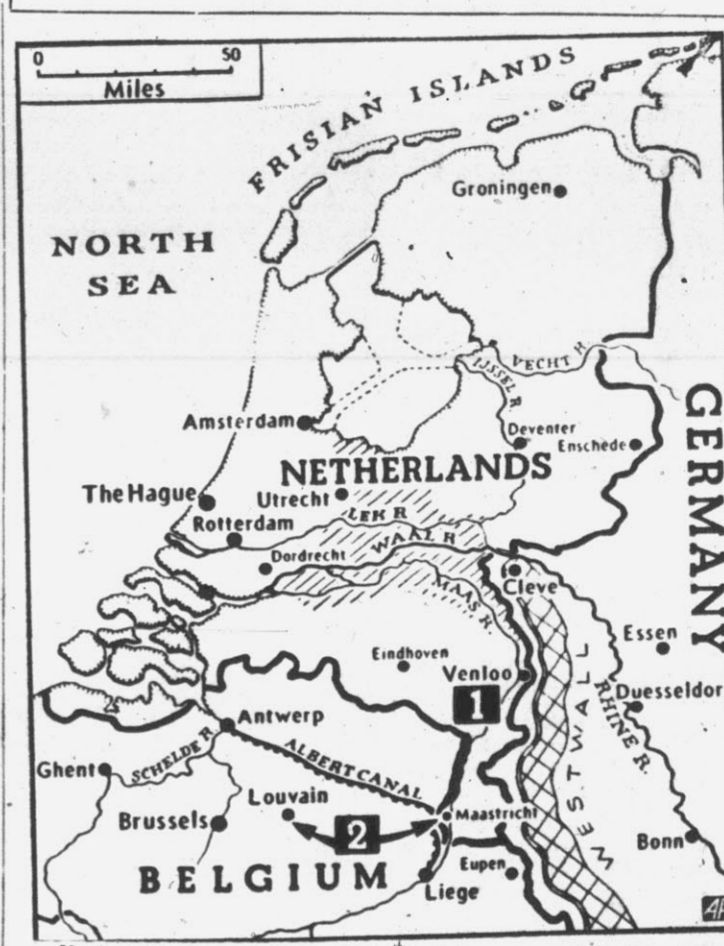 0 50
Miles
FRISIAN ISLANDS
Groningen
NORTH
SEA
VECHT R
IJSSEL R
GERMANY
Amsterdam
Deventer
Enschede
NETHERLANDS
The Hague
Utrecht
Rotterdam
LEK R
WAAL R
Dordrecht
Cleve
MAAS R.
Essen
Eindhoven
Venloo
1
Duesseldor
WESTWALL
RHINE R.
Antwerp
SCHELDE R
ALBERT CANAL
Ghent
Louvain
Maastricht
Brussels
2
Bonn
BELGIUM
Eupen
Liege